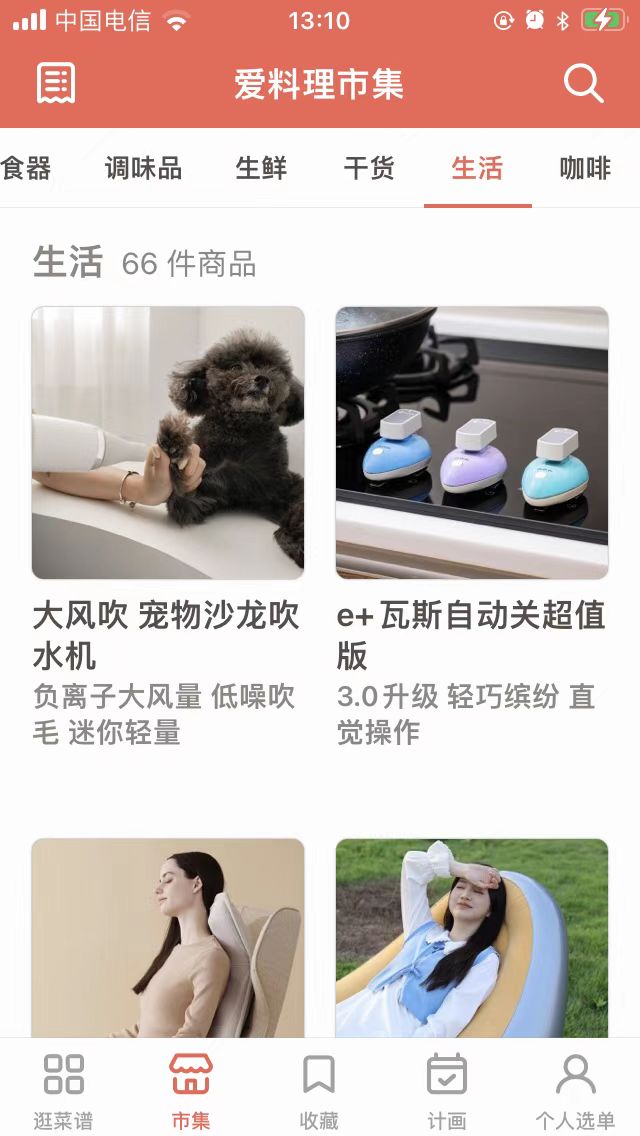 中国电信 13:10
爱料理市集
食器 调味品 生鲜 干货 生活 咖啡
生活 66 件商品
大风吹 宠物沙龙吹
水机
负离子大风量 低噪吹
毛 迷你轻量
e+瓦斯自动关超值
版
3.0升级 轻巧缤纷 直
觉操作
逛菜谱 市集 收藏 计画 个人选单